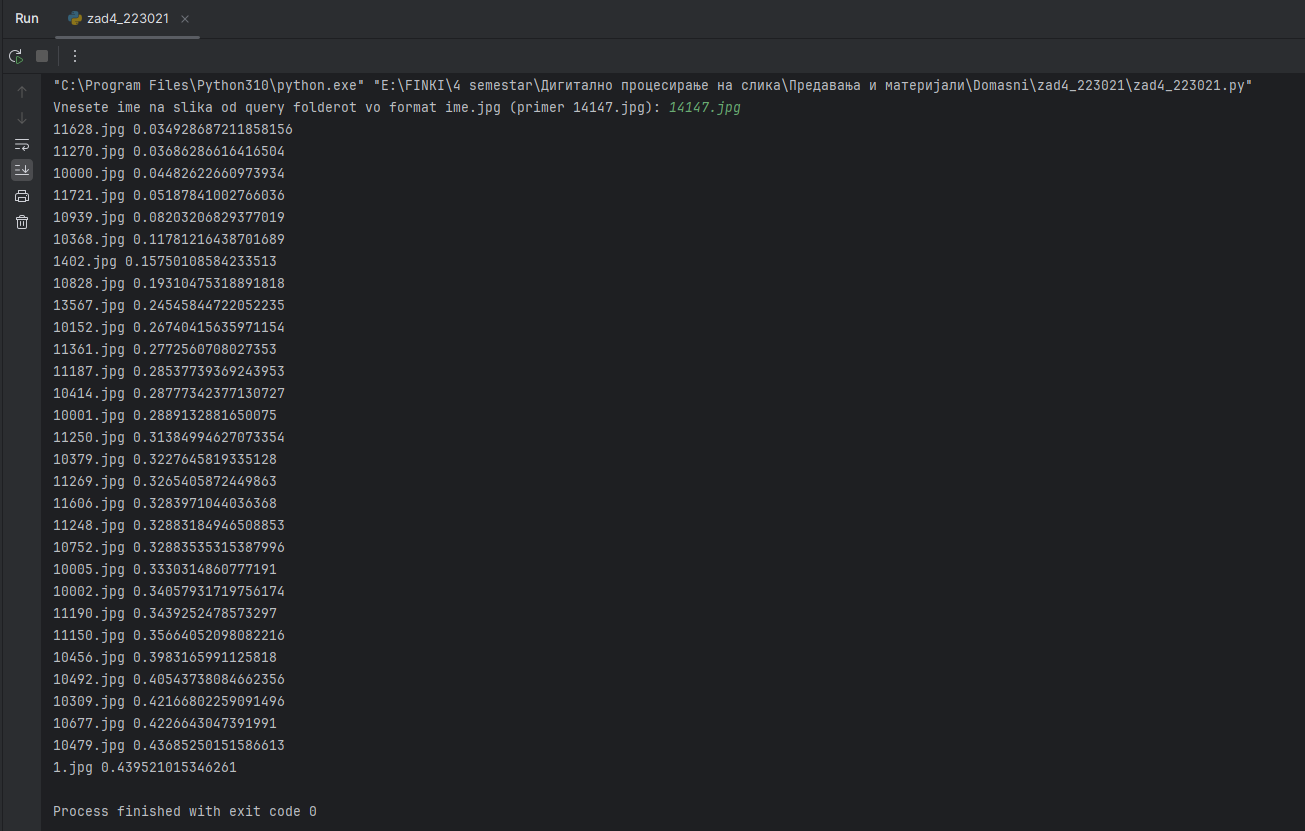 Run zad4_223021
"C:\Program Files\Python310\python.exe" "E:\FINKI\4 semestar\Дигитално процесирање на слика\Предавања и материјали\Domasni\zad4_223021\zad4_223021.py"
Vnesete ime na slika od query folderot vo format ime.jpg (primer 14147.jpg): 14147.jpg
11628.jpg 0.034928687211858156
11270.jpg 0.03686286616416504
10000.jpg 0.04482622660973934
11721.jpg 0.05187841002766036
10939.jpg 0.08203206829377019
10368.jpg 0.11781216438701689
1402.jpg 0.15750108584233513
10828.jpg 0.19310475318891818
13567.jpg 0.24545844722052235
10152.jpg 0.26740415635971154
11361.jpg 0.2772560708027353
11187.jpg 0.28537739369243953
10414.jpg 0.28777342377130727
10001.jpg 0.2889132881650075
11250.jpg 0.31384994627073354
10379.jpg 0.3227645819335128
11269.jpg 0.3265405872449863
11606.jpg 0.3283971044036368
11248.jpg 0.32883184946508853
10752.jpg 0.32883535315387996
10005.jpg 0.3330314860777191
10002.jpg 0.34057931719756174
11190.jpg 0.3439252478573297
11150.jpg 0.35664052098082216
10456.jpg 0.3983165991125818
10492.jpg 0.40543738084662356
10309.jpg 0.42166802259091496
10677.jpg 0.4226643047391991
10479.jpg 0.43685250151586613
1.jpg 0.439521015346261
Process finished with exit code 0